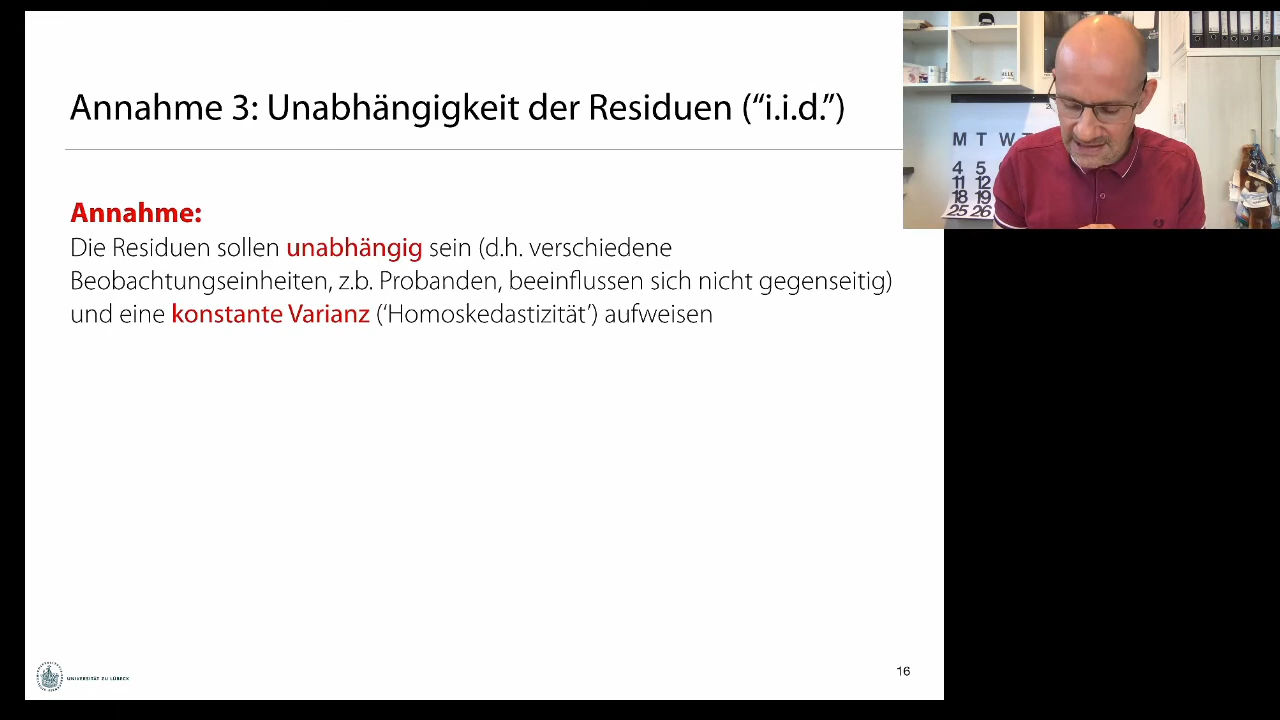 Annahme 3: Unabhängigkeit der Residuen (“i.i.d.”)
Annahme:
Die Residuen sollen unabhängig sein (d.h. verschiedene
Beobachtungseinheiten, z.b. Probanden, beeinflussen sich nicht gegenseitig)
und eine konstante Varianz (‘Homoskedastizität’) aufweisen
UNIVERSITÄT ZU LÜBECK
16
M T W T
4 5
11 12
18 19
25 26